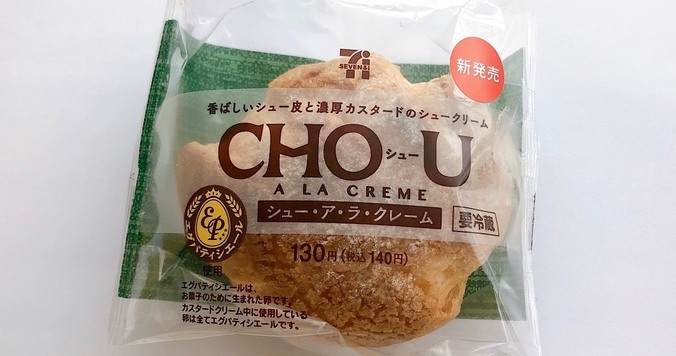 SEVEN&i
新発売
香ばしいシュー皮と濃厚カスタードのシュークリーム
CHOシューU
A LA CREME
シュー・ア・ラ・クレーム
要冷蔵
EP
エグパティシエール
使用
130円(税込140円)
エグパティシエールは、
お菓子のために生まれた卵です。
カスタードクリーム中に使用している
卵は全てエグパティシエールです。